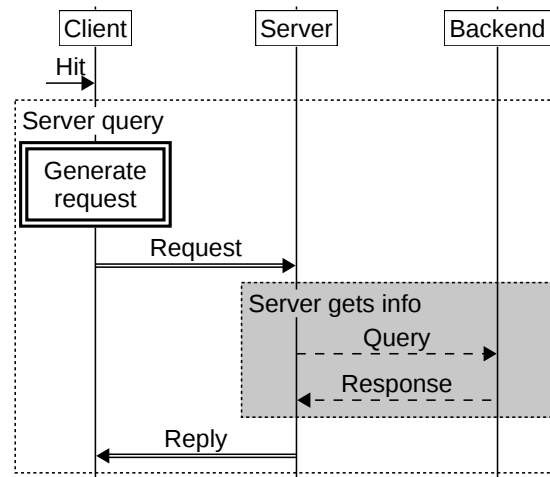 Client Server Backend
Hit
Server query
Generate
request
Request
Server gets info
Query
Response
Reply